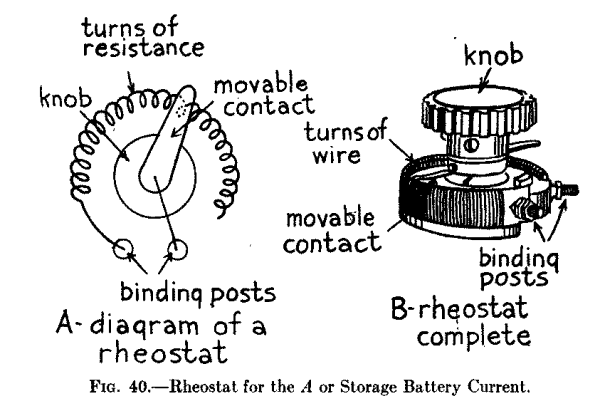 turns of
resistance
knob
movable
contact
binding posts
A-diagram of a
rheostat
knob
turns of
wire
movable
contact
binding
posts
B-rheostat
complete
FIG. 40.—Rheostat for the A or Storage Battery Current.